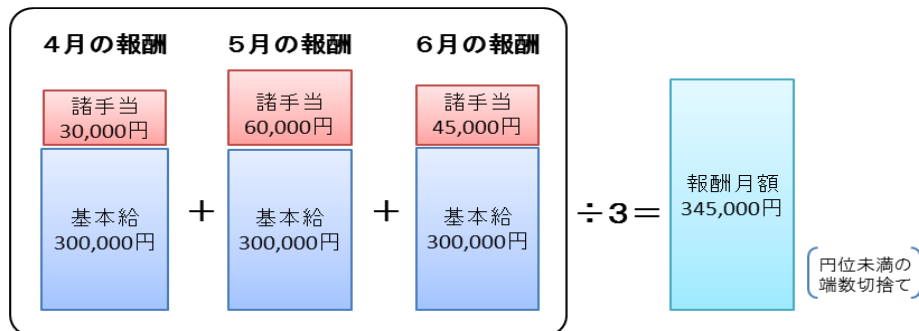 4月の報酬
5月の報酬
6月の報酬
諸手当
30,000円
諸手当
60,000円
諸手当
45,000円
基本給
300,000円
+
基本給
300,000円
+
基本給
300,000円
÷3=
報酬月額
345,000円
円位未満の
端数切捨て